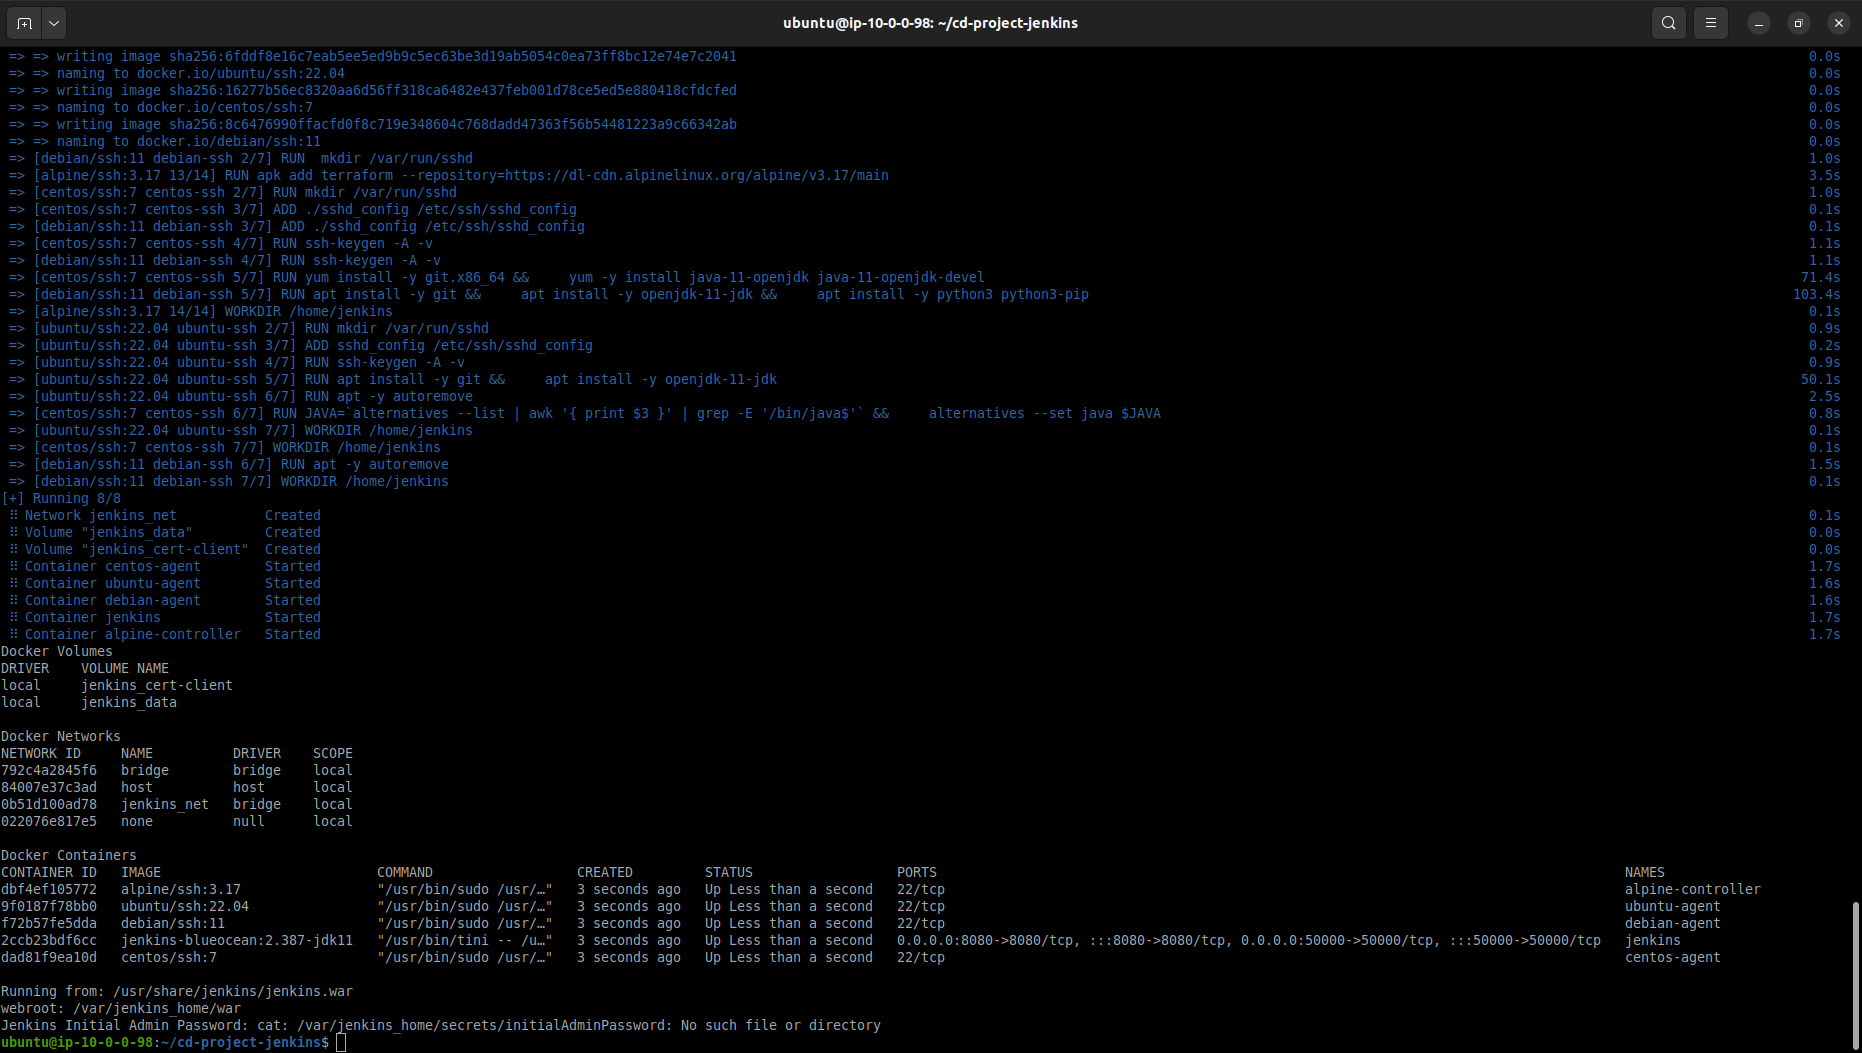 ubuntu@ip-10-0-0-98: ~/cd-project-jenkins
=> => writing image sha256:6fddf8e16c7eab5ee5ed9b9c5ec63be3d19ab5054c0ea73ff8bc12e74e7c2041 0.0s
=> => naming to docker.io/ubuntu/ssh:22.04 0.0s
=> => writing image sha256:16277b56ec8320aa6d56ff318ca6482e437feb001d78ce5ed5e880418cfdcfed 0.0s
=> => naming to docker.io/centos/ssh:7 0.0s
=> => writing image sha256:8c6476990ffacfd0f8c719e348604c768dadd47363f56b54481223a9c66342ab 0.0s
=> => naming to docker.io/debian/ssh:11 0.0s
=> [debian/ssh:11 debian-ssh 2/7] RUN  mkdir /var/run/sshd 1.0s
=> [alpine/ssh:3.17 13/14] RUN apk add terraform --repository=https://dl-cdn.alpinelinux.org/alpine/v3.17/main 3.5s
=> [centos/ssh:7 centos-ssh 2/7] RUN mkdir /var/run/sshd 1.0s
=> [centos/ssh:7 centos-ssh 3/7] ADD ./sshd_config /etc/ssh/sshd_config 0.1s
=> [debian/ssh:11 debian-ssh 3/7] ADD ./sshd_config /etc/ssh/sshd_config 0.1s
=> [centos/ssh:7 centos-ssh 4/7] RUN ssh-keygen -A -v 1.1s
=> [debian/ssh:11 debian-ssh 4/7] RUN ssh-keygen -A -v 1.1s
=> [centos/ssh:7 centos-ssh 5/7] RUN yum install -y git.x86_64 &&     yum -y install java-11-openjdk java-11-openjdk-devel 71.4s
=> [debian/ssh:11 debian-ssh 5/7] RUN apt install -y git &&     apt install -y openjdk-11-jdk &&     apt install -y python3 python3-pip 103.4s
=> [alpine/ssh:3.17 14/14] WORKDIR /home/jenkins 0.1s
=> [ubuntu/ssh:22.04 ubuntu-ssh 2/7] RUN mkdir /var/run/sshd 0.9s
=> [ubuntu/ssh:22.04 ubuntu-ssh 3/7] ADD sshd_config /etc/ssh/sshd_config 0.2s
=> [ubuntu/ssh:22.04 ubuntu-ssh 4/7] RUN ssh-keygen -A -v 0.9s
=> [ubuntu/ssh:22.04 ubuntu-ssh 5/7] RUN apt install -y git &&     apt install -y openjdk-11-jdk 50.1s
=> [ubuntu/ssh:22.04 ubuntu-ssh 6/7] RUN apt -y autoremove 2.5s
=> [centos/ssh:7 centos-ssh 6/7] RUN JAVA=`alternatives --list | awk '{ print $3 }' | grep -E '/bin/java$'` &&     alternatives --set java $JAVA 0.8s
=> [ubuntu/ssh:22.04 ubuntu-ssh 7/7] WORKDIR /home/jenkins 0.1s
=> [centos/ssh:7 centos-ssh 7/7] WORKDIR /home/jenkins 0.1s
=> [debian/ssh:11 debian-ssh 6/7] RUN apt -y autoremove 1.5s
=> [debian/ssh:11 debian-ssh 7/7] WORKDIR /home/jenkins 0.1s
[+] Running 8/8
⠿ Network jenkins_net Created 0.1s
⠿ Volume "jenkins_data" Created 0.0s
⠿ Volume "jenkins_cert-client" Created 0.0s
⠿ Container centos-agent Started 1.7s
⠿ Container ubuntu-agent Started 1.6s
⠿ Container debian-agent Started 1.6s
⠿ Container jenkins Started 1.7s
⠿ Container alpine-controller Started 1.7s
Docker Volumes
DRIVER VOLUME NAME
local jenkins_cert-client
local jenkins_data
Docker Networks
NETWORK ID NAME DRIVER SCOPE
792c4a2845f6 bridge bridge local
84007e37c3ad host host local
0b51d100ad78 jenkins_net bridge local
022076e817e5 none null local
Docker Containers
CONTAINER ID IMAGE COMMAND CREATED STATUS PORTS NAMES
dbf4ef105772 alpine/ssh:3.17 "/usr/bin/sudo /usr/…" 3 seconds ago Up Less than a second 22/tcp alpine-controller
9f0187f78bb0 ubuntu/ssh:22.04 "/usr/bin/sudo /usr/…" 3 seconds ago Up Less than a second 22/tcp ubuntu-agent
f72b57fe5dda debian/ssh:11 "/usr/bin/sudo /usr/…" 3 seconds ago Up Less than a second 22/tcp debian-agent
2ccb23bdf6cc jenkins-blueocean:2.387-jdk11 "/usr/bin/tini -- /u…" 3 seconds ago Up Less than a second 0.0.0.0:8080->8080/tcp, :::8080->8080/tcp, 0.0.0.0:50000->50000/tcp, :::50000->50000/tcp jenkins
dad81f9ea10d centos/ssh:7 "/usr/bin/sudo /usr/…" 3 seconds ago Up Less than a second 22/tcp centos-agent
Running from: /usr/share/jenkins/jenkins.war
webroot: /var/jenkins_home/war
Jenkins Initial Admin Password: cat: /var/jenkins_home/secrets/initialAdminPassword: No such file or directory
ubuntu@ip-10-0-0-98:~/cd-project-jenkins$